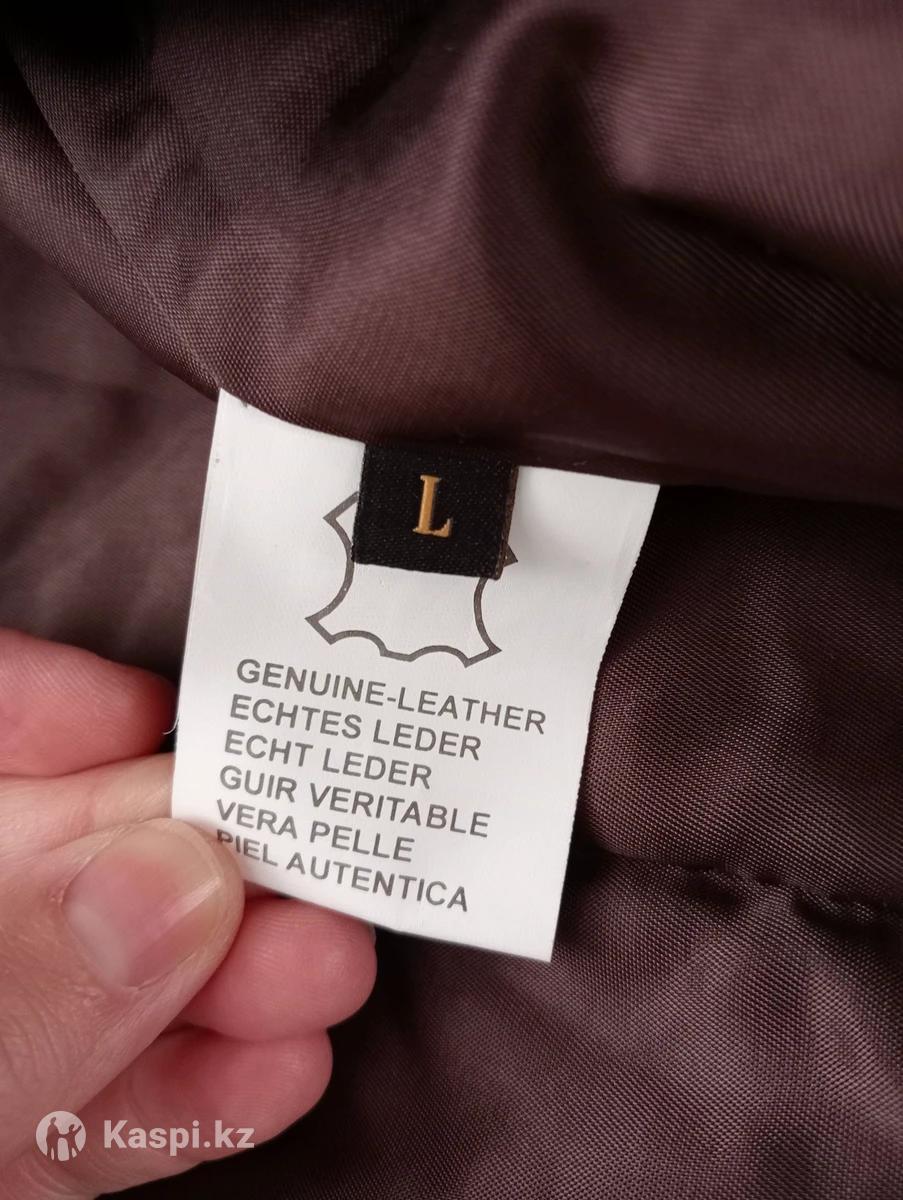 L
GENUINE-LEATHER
ECHTES LEDER
ECHT LEDER
GUIR VERITABLE
VERA PELLE
PIEL AUTENTICA
Kaspi.kz